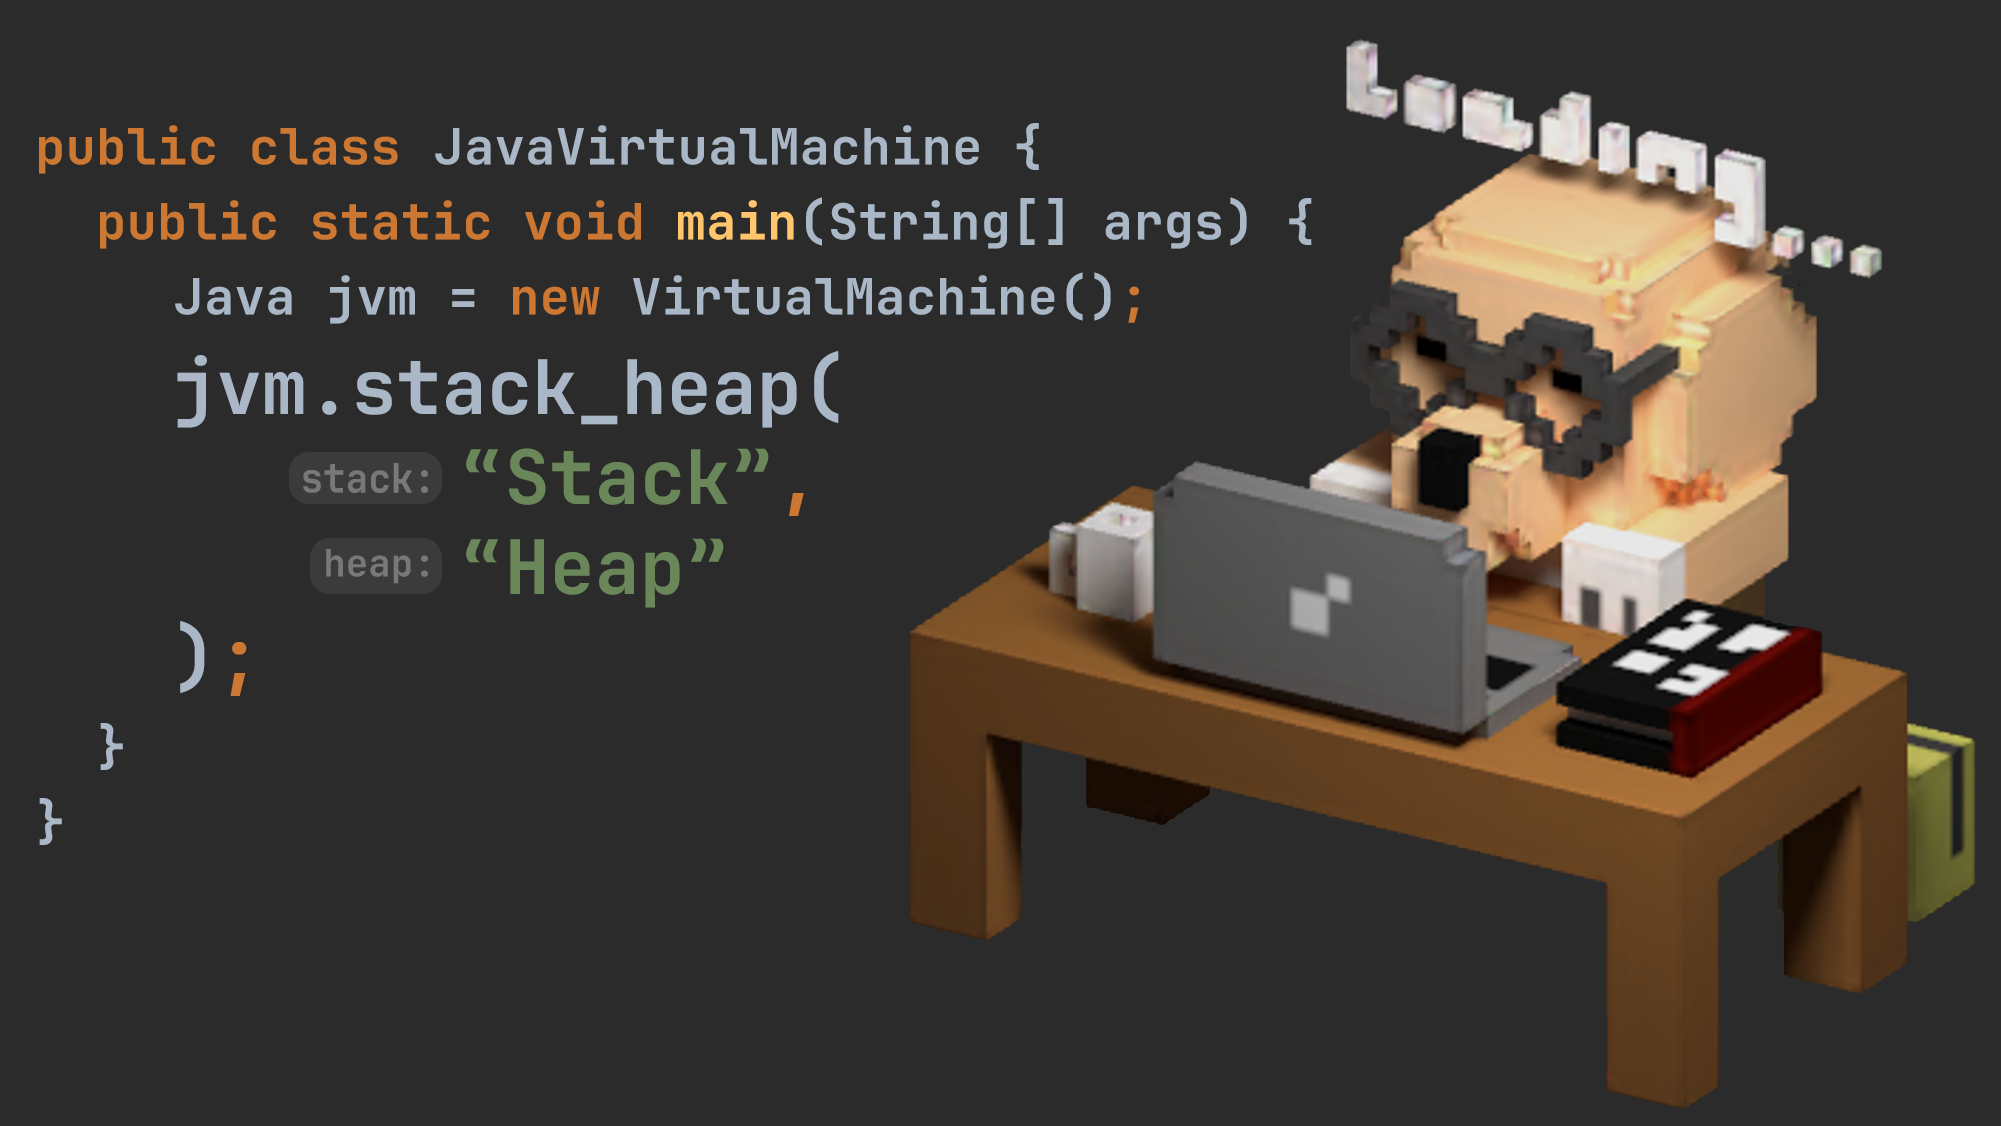 public class JavaVirtualMachine {
public static void main(String[] args) {
Java jvm = new VirtualMachine();
jvm.stack_heap(
stack: “Stack”,
heap: “Heap”
);
}
}
Loading...